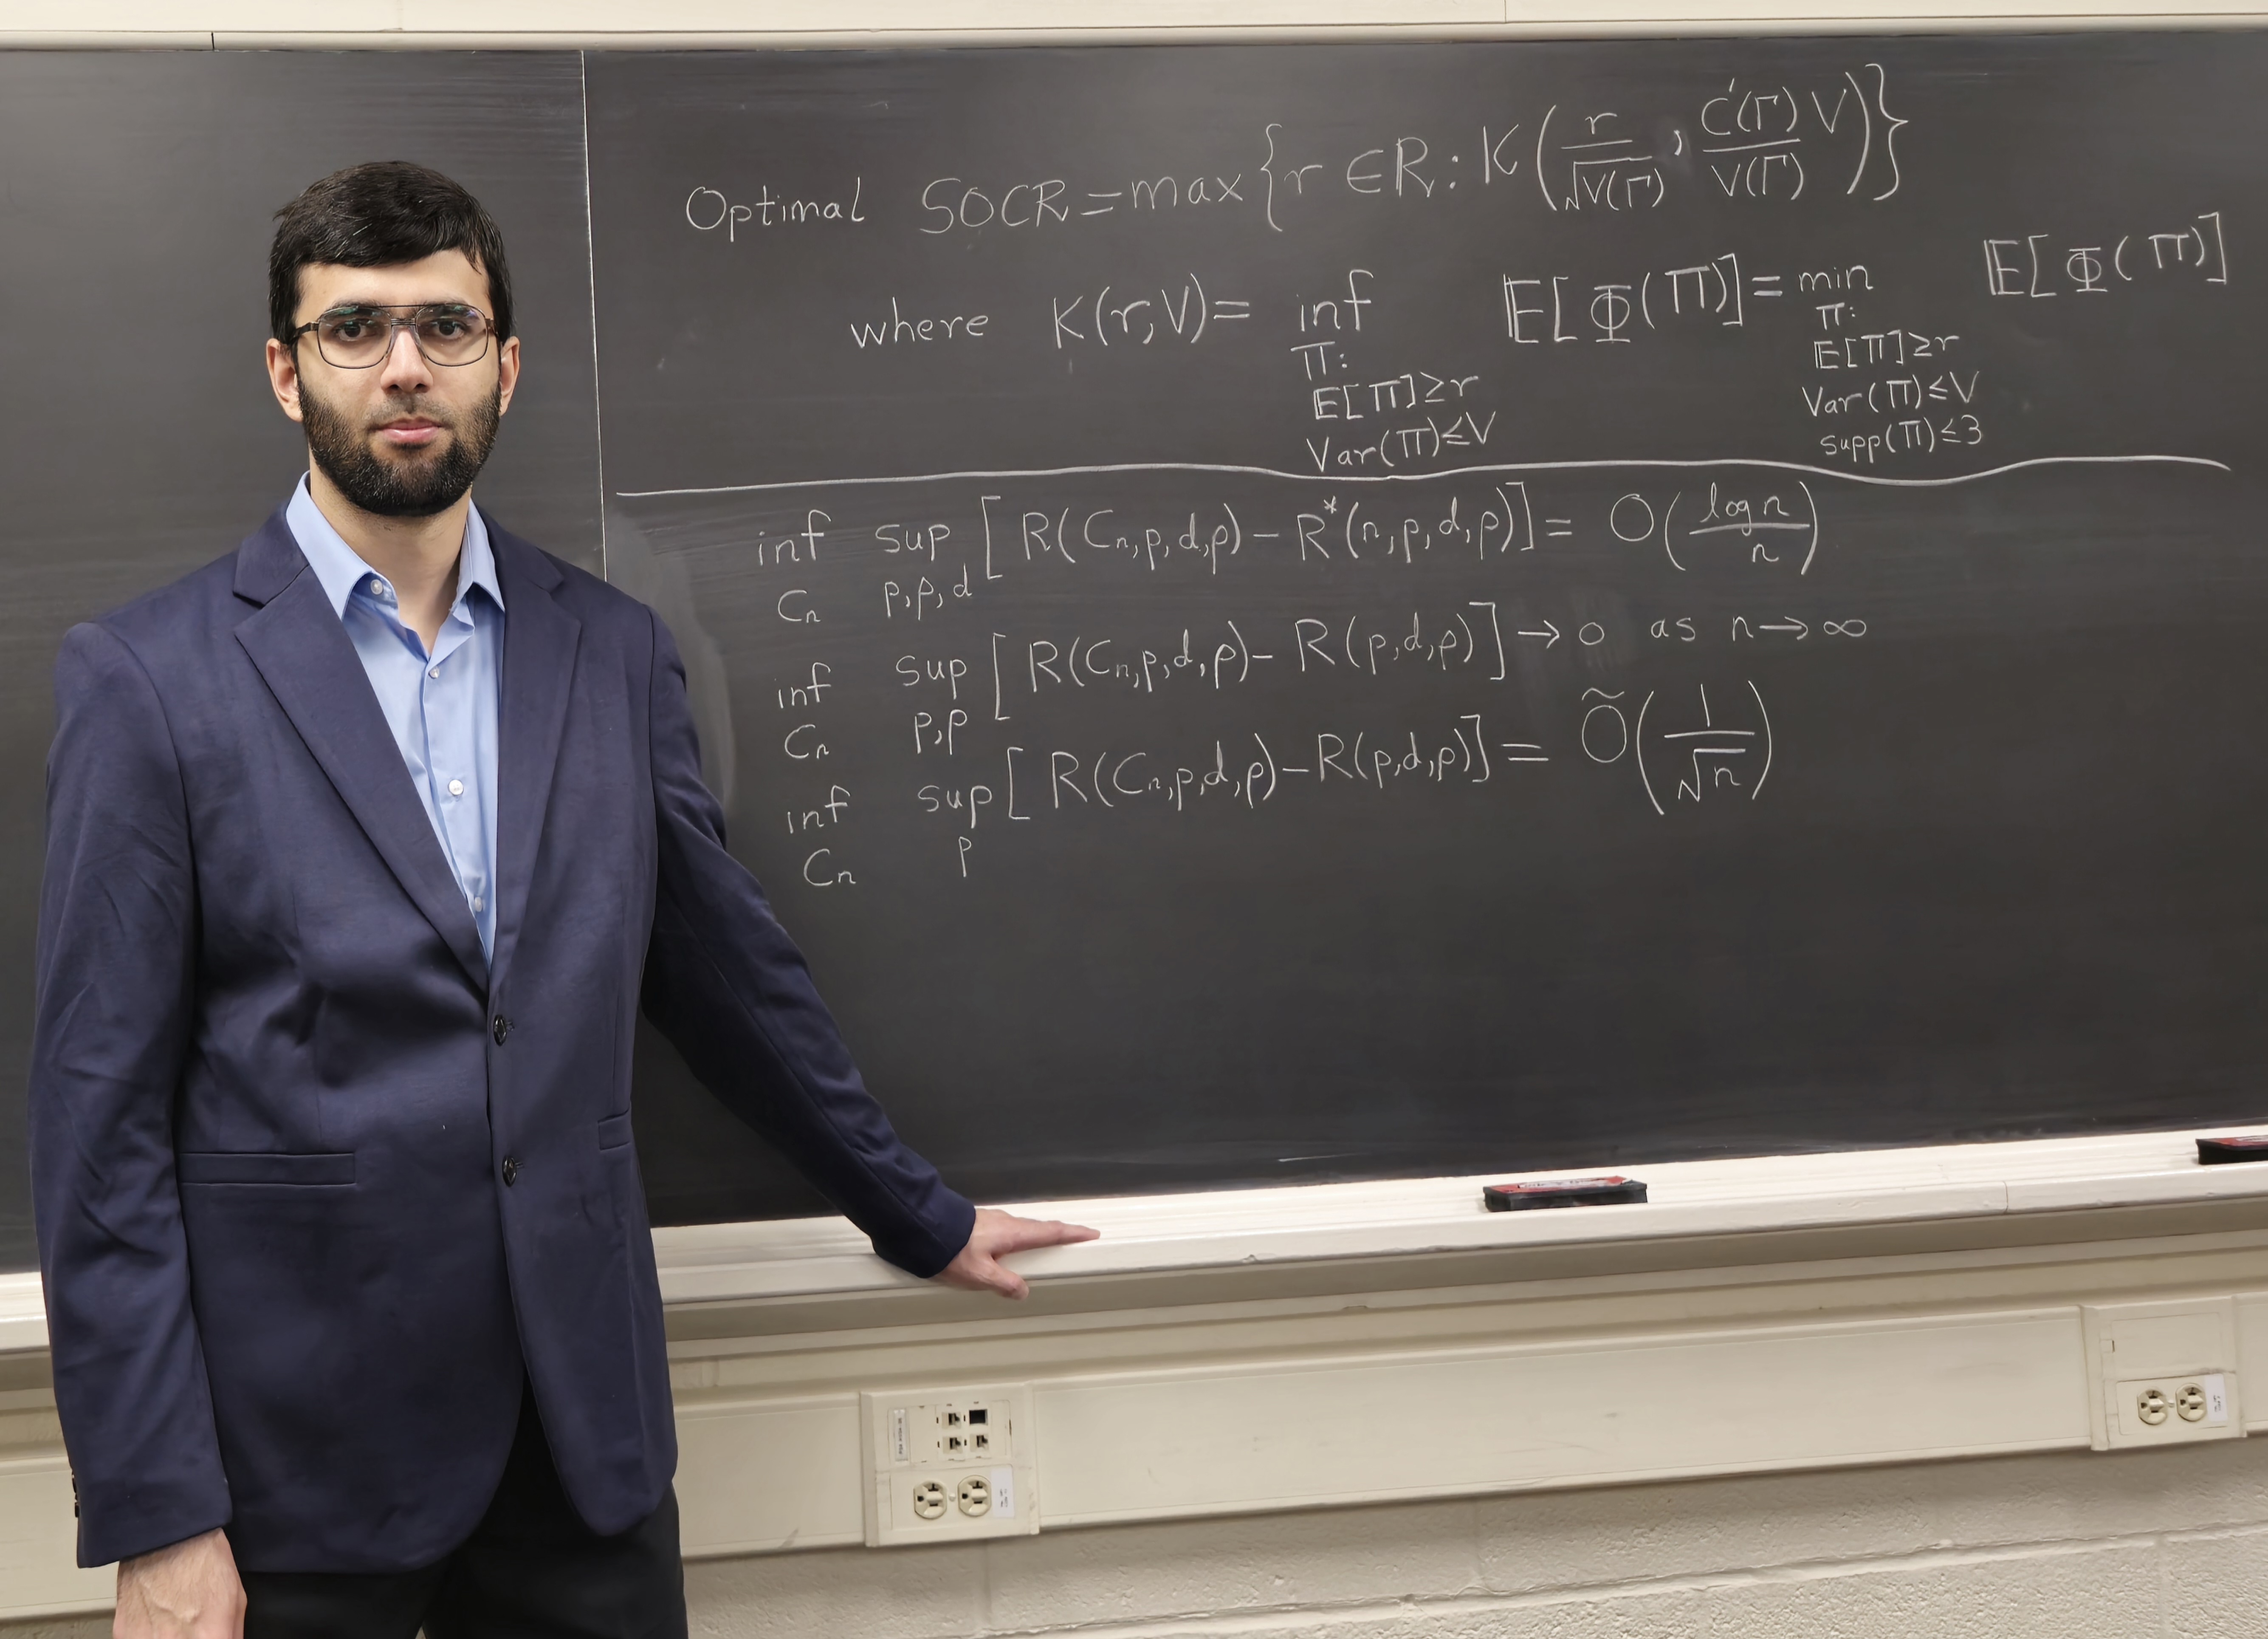 Optimal SOCR = max{r ∈ R : K(r/√V(Γ), C'(Γ)/V(Γ) V)}
where K(r,V) = inf E[Φ(Π)] = min E[Φ(Π)]
Π: Π:
E[Π]≥r E[Π]≥r
Var(Π)≤V Var(Π)≤V
supp(Π)≤3
inf sup [R(Cn,p,d,ρ) – R*(n,p,d,ρ)] = O(log n / n)
Cn p,ρ,d
inf sup [R(Cn,p,d,ρ) – R(p,d,ρ)] → 0 as n → ∞
Cn p,ρ
inf sup [R(Cn,p,d,ρ) – R(p,d,ρ)] = Õ(1/√n)
Cn p